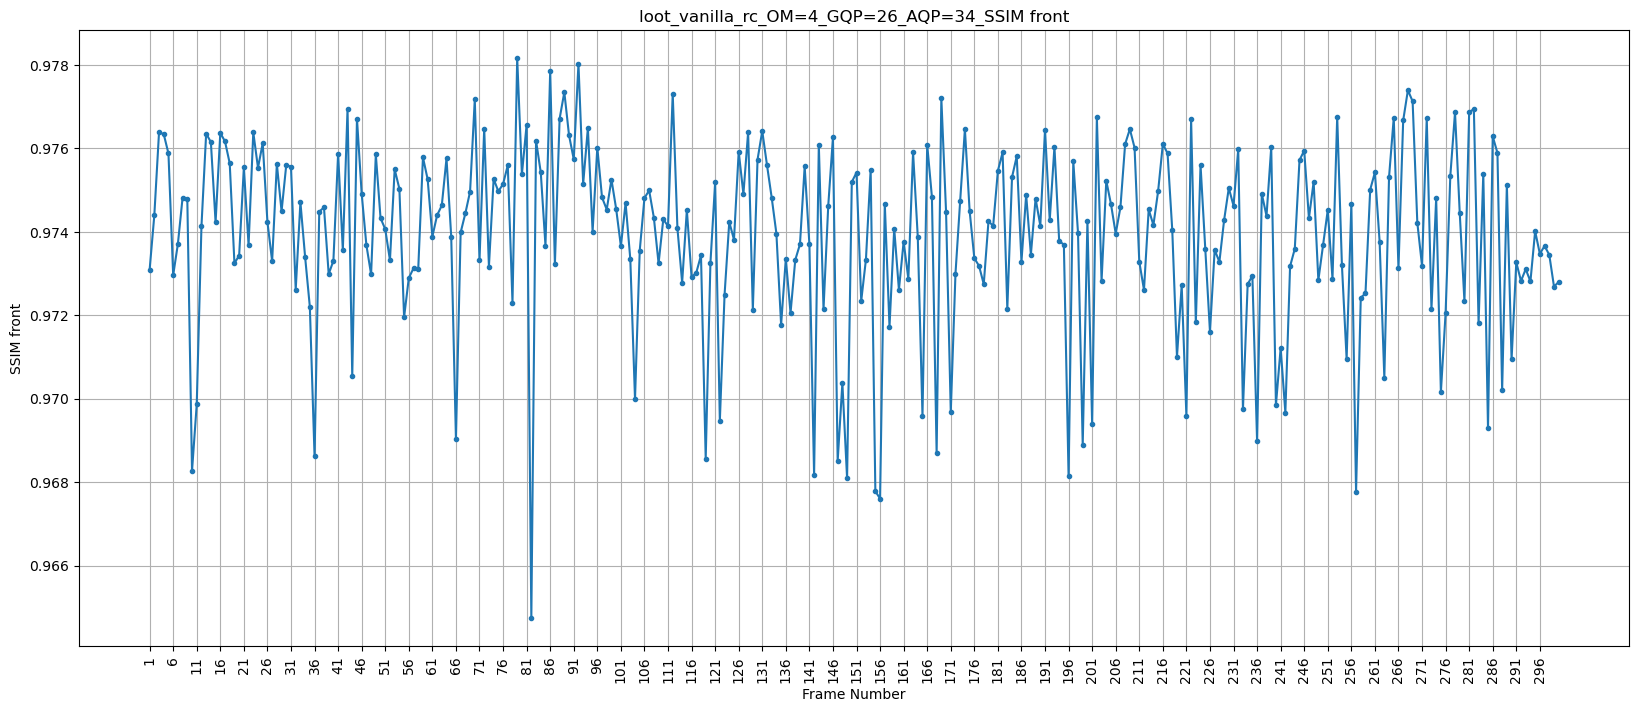 loot_vanilla_rc_OM=4_GQP=26_AQP=34_SSIM front
0.978
0.976
0.974
0.972
0.970
0.968
0.966
SSIM front
1 6 11 16 21 26 31 36 41 46 51 56 61 66 71 76 81 86 91 96 101 106 111 116 121 126 131 136 141 146 151 156 161 166 171 176 181 186 191 196 201 206 211 216 221 226 231 236 241 246 251 256 261 266 271 276 281 286 291 296
Frame Number